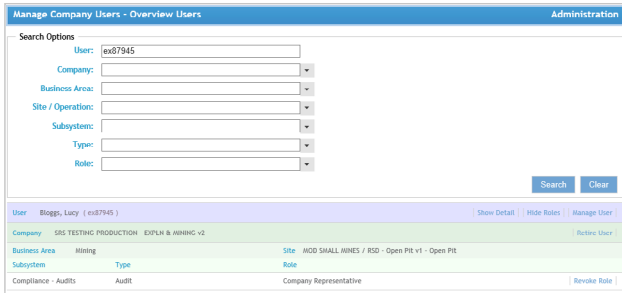 Manage Company Users - Overview Users Administration
Search Options
User: ex87945
Company:
Business Area:
Site / Operation:
Subsystem:
Type:
Role:
Search Clear
User Bloggs, Lucy ( ex87945 ) Show Detail | Hide Roles | Manage User
Company SRS TESTING PRODUCTION EXPLN & MINING v2 Retire User
Business Area Mining Site MOD SMALL MINES / RSD - Open Pit v1 - Open Pit
Subsystem Type Role
Compliance - Audits Audit Company Representative Revoke Role